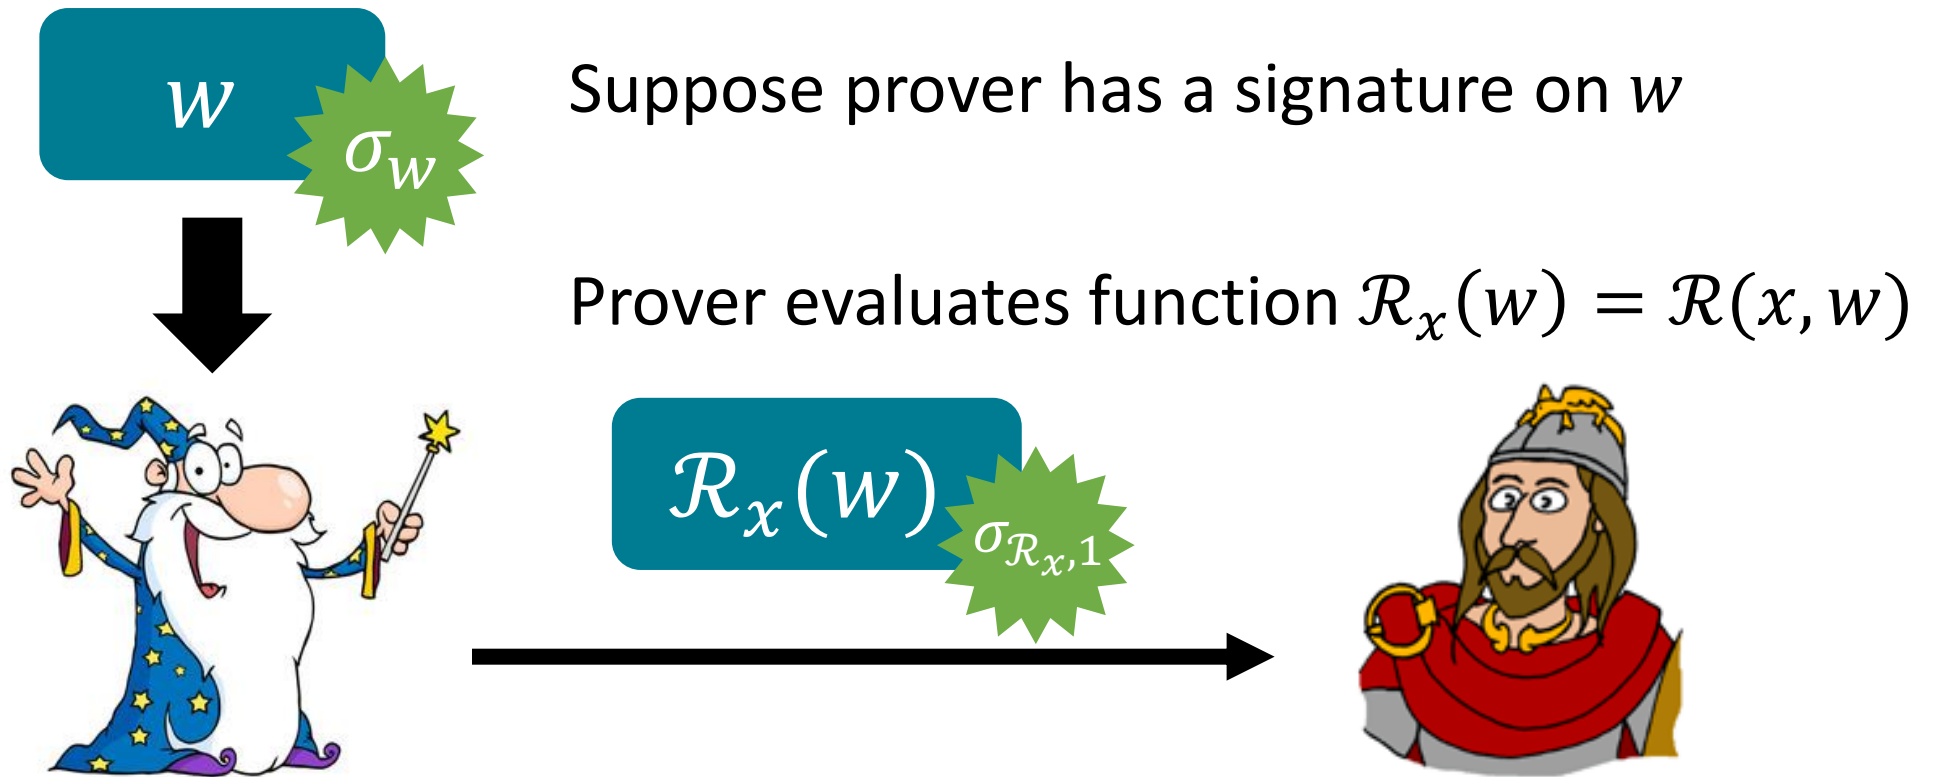 w
σ_w
Suppose prover has a signature on w
Prover evaluates function ℛ_x(w) = ℛ(x, w)
ℛ_x(w)
σ_{ℛ_x,1}